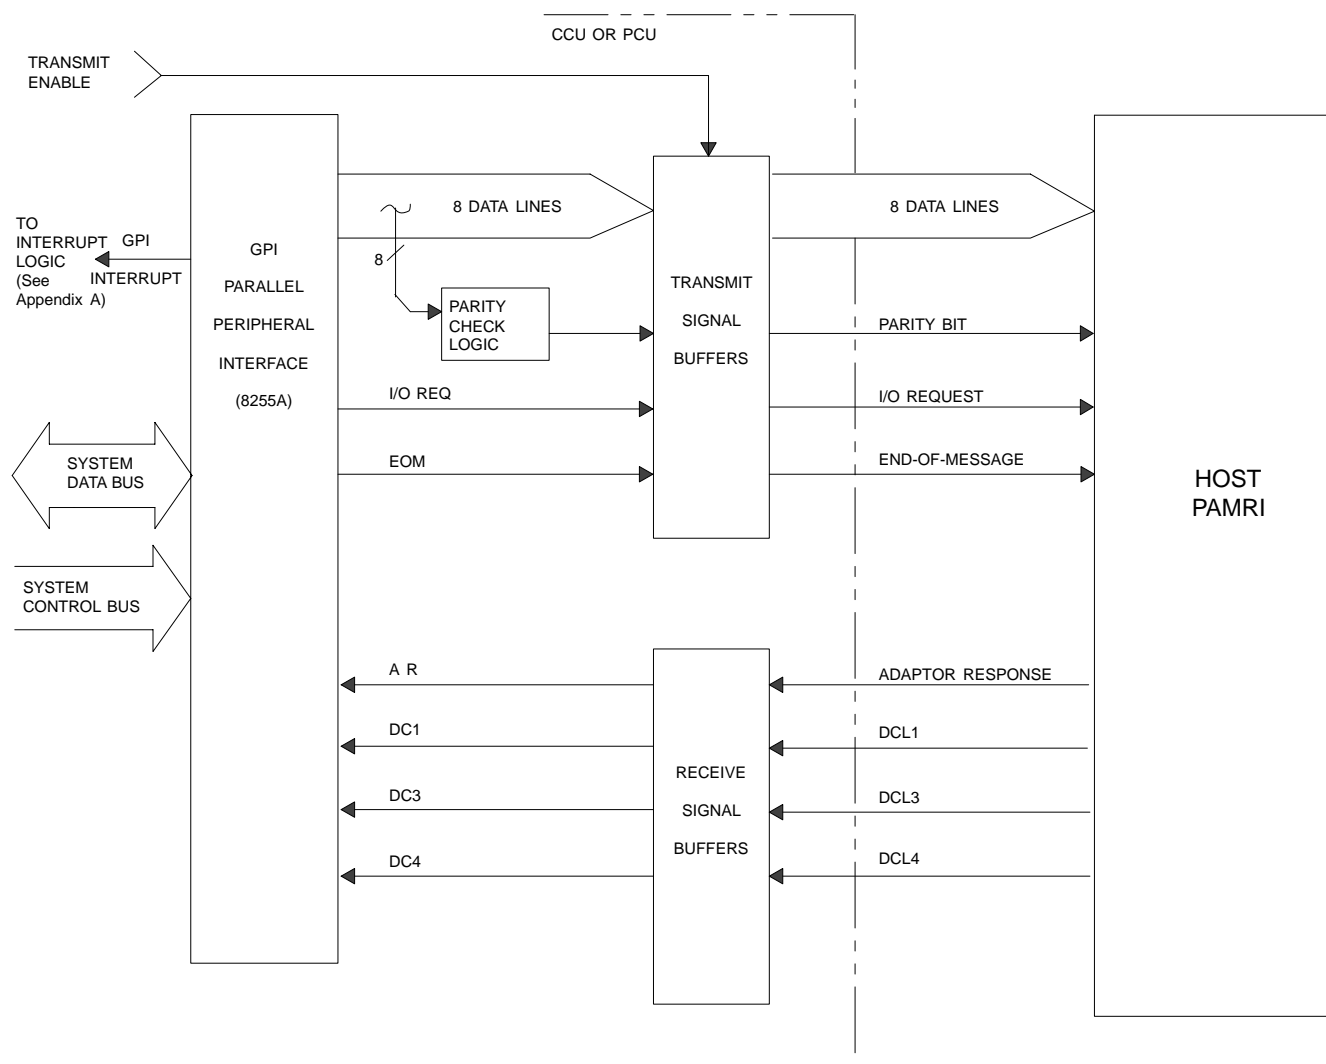 CCU OR PCU
TRANSMIT
ENABLE
8 DATA LINES
8 DATA LINES
TO
INTERRUPT
LOGIC
(See
Appendix A)
GPI
INTERRUPT
GPI
PARALLEL
PERIPHERAL
INTERFACE
(8255A)
8
PARITY
CHECK
LOGIC
TRANSMIT
SIGNAL
BUFFERS
PARITY BIT
I/O REQ
I/O REQUEST
EOM
END-OF-MESSAGE
SYSTEM
DATA BUS
HOST
PAMRI
SYSTEM
CONTROL BUS
A R
ADAPTOR RESPONSE
DC1
DCL1
RECEIVE
SIGNAL
BUFFERS
DC3
DCL3
DC4
DCL4